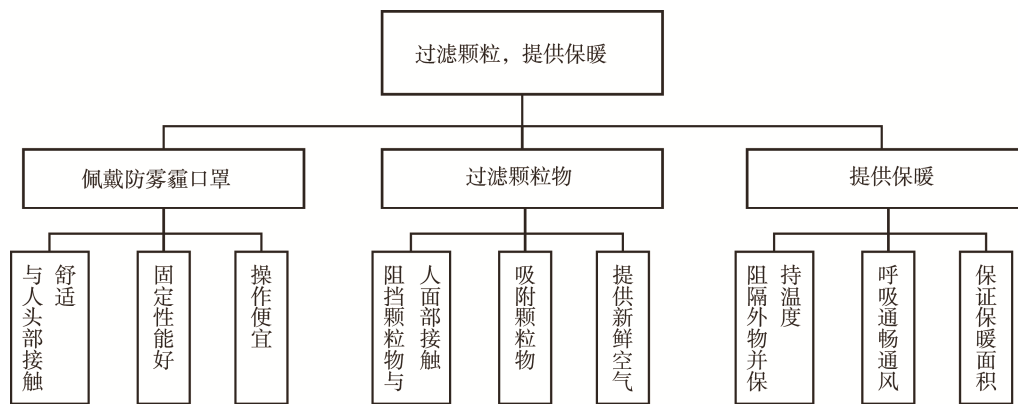 过滤颗粒，提供保暖
佩戴防雾霾口罩
过滤颗粒物
提供保暖
与人头部接触
舒适
固定性能好
操作便宜
阻挡颗粒物与
人面部接触
吸附颗粒物
提供新鲜空气
阻隔外物并保
持温度
呼吸通畅通风
保证保暖面积